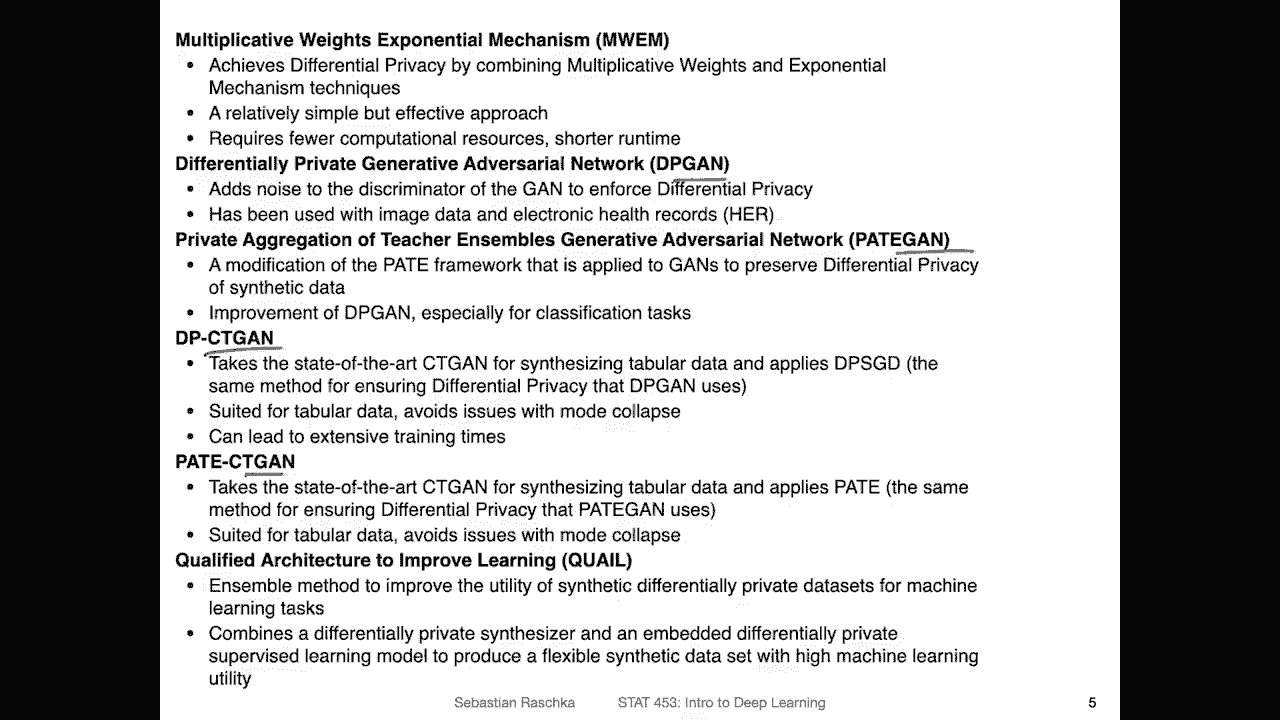 Multiplicative Weights Exponential Mechanism (MWEM)
• Achieves Differential Privacy by combining Multiplicative Weights and Exponential
Mechanism techniques
• A relatively simple but effective approach
• Requires fewer computational resources, shorter runtime
Differentially Private Generative Adversarial Network (DPGAN)
• Adds noise to the discriminator of the GAN to enforce Differential Privacy
• Has been used with image data and electronic health records (HER)
Private Aggregation of Teacher Ensembles Generative Adversarial Network (PATEGAN)
• A modification of the PATE framework that is applied to GANs to preserve Differential Privacy
of synthetic data
• Improvement of DPGAN, especially for classification tasks
DP-CTGAN
• Takes the state-of-the-art CTGAN for synthesizing tabular data and applies DPSGD (the
same method for ensuring Differential Privacy that DPGAN uses)
• Suited for tabular data, avoids issues with mode collapse
• Can lead to extensive training times
PATE-CTGAN
• Takes the state-of-the-art CTGAN for synthesizing tabular data and applies PATE (the same
method for ensuring Differential Privacy that PATEGAN uses)
• Suited for tabular data, avoids issues with mode collapse
Qualified Architecture to Improve Learning (QUAIL)
• Ensemble method to improve the utility of synthetic differentially private datasets for machine
learning tasks
• Combines a differentially private synthesizer and an embedded differentially private
supervised learning model to produce a flexible synthetic data set with high machine learning
utility
Sebastian Raschka STAT 453: Intro to Deep Learning 5